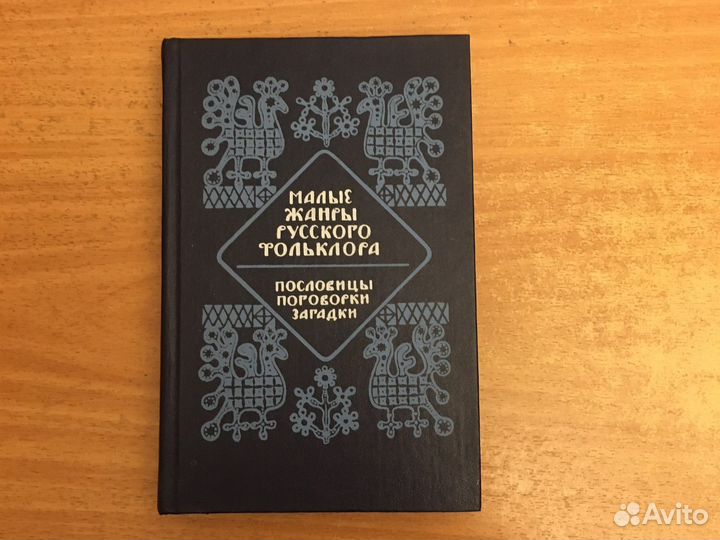 МАЛЫЕ
ЖАНРЫ
РУССКОГО
ФОЛЬКЛОРА
ПОСЛОВИЦЫ
ПОГОВОРКИ
ЗАГАДКИ
Avito